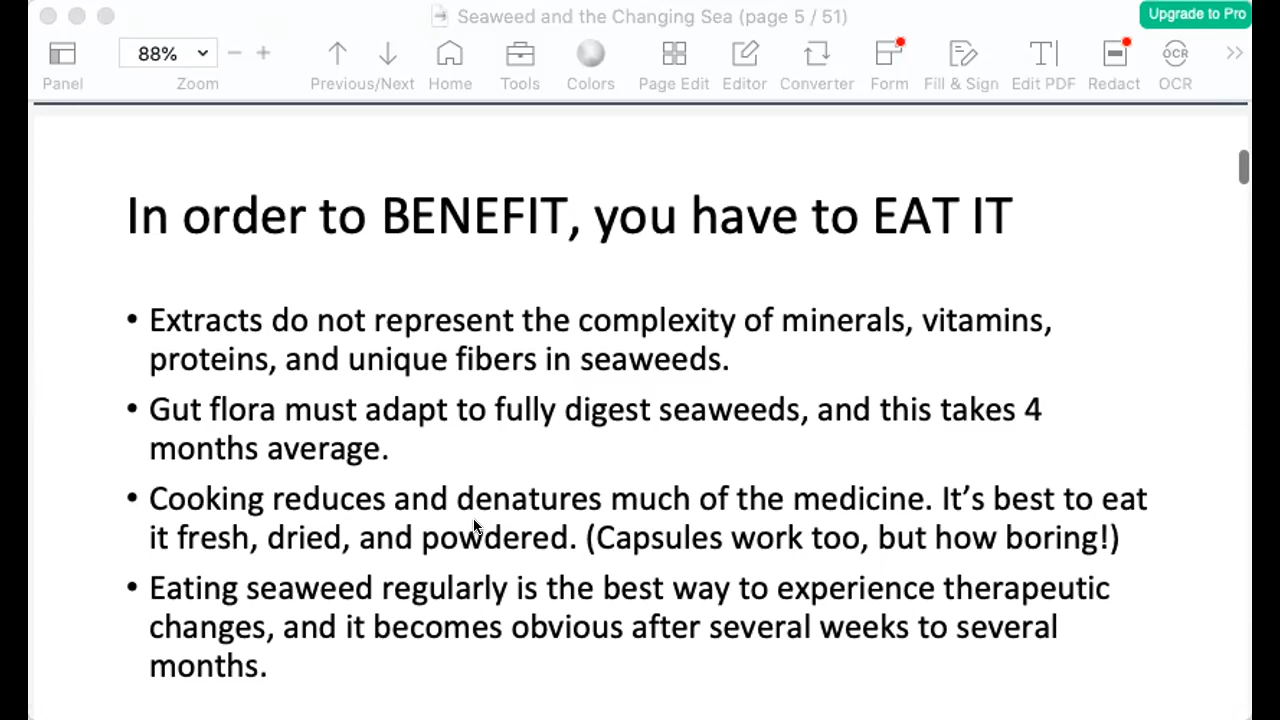 Seaweed and the Changing Sea (page 5 / 51)
Upgrade to Pro
88%
Panel
Zoom
Previous/Next
Home
Tools
Colors
Page Edit
Editor
Converter
Form
Fill & Sign
Edit PDF
Redact
OCR
OCR
In order to BENEFIT, you have to EAT IT
• Extracts do not represent the complexity of minerals, vitamins,
proteins, and unique fibers in seaweeds.
• Gut flora must adapt to fully digest seaweeds, and this takes 4
months average.
• Cooking reduces and denatures much of the medicine. It’s best to eat
it fresh, dried, and powdered. (Capsules work too, but how boring!)
• Eating seaweed regularly is the best way to experience therapeutic
changes, and it becomes obvious after several weeks to several
months.